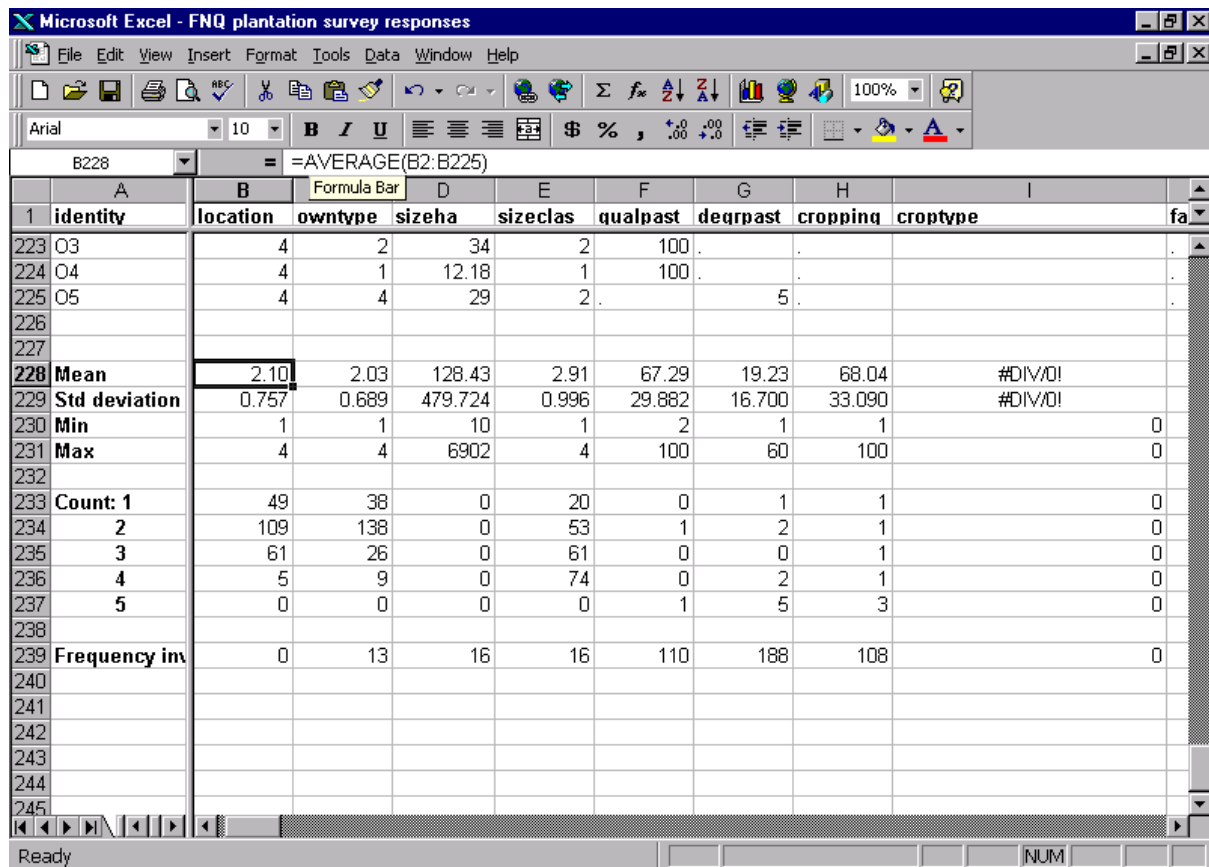 Microsoft Excel - FNQ plantation survey responses
File Edit View Insert Format Tools Data Window Help
ABC Σ fx A Z Z A 100% ?
Arial 10 B I U $ % , .0 .00 .00 .0 A
B228 = =AVERAGE(B2:B225)
Formula Bar
A B D E F G H I
1 identity location owntype sizeha sizeclas qualpast degrpast cropping croptype fa
223 O3 4 2 34 2 100 . . .
224 O4 4 1 12.18 1 100 . . .
225 O5 4 4 29 2 . 5 . .
226
227
228 Mean 2.10 2.03 128.43 2.91 67.29 19.23 68.04 #DIV/0!
229 Std deviation 0.757 0.689 479.724 0.996 29.882 16.700 33.090 #DIV/0!
230 Min 1 1 10 1 2 1 1 0
231 Max 4 4 6902 4 100 60 100 0
232
233 Count: 1 49 38 0 20 0 1 1 0
234 2 109 138 0 53 1 2 1 0
235 3 61 26 0 61 0 0 1 0
236 4 5 9 0 74 0 2 1 0
237 5 0 0 0 0 1 5 3 0
238
239 Frequency inv 0 13 16 16 110 188 108 0
240
241
242
243
244
245
Ready NUM